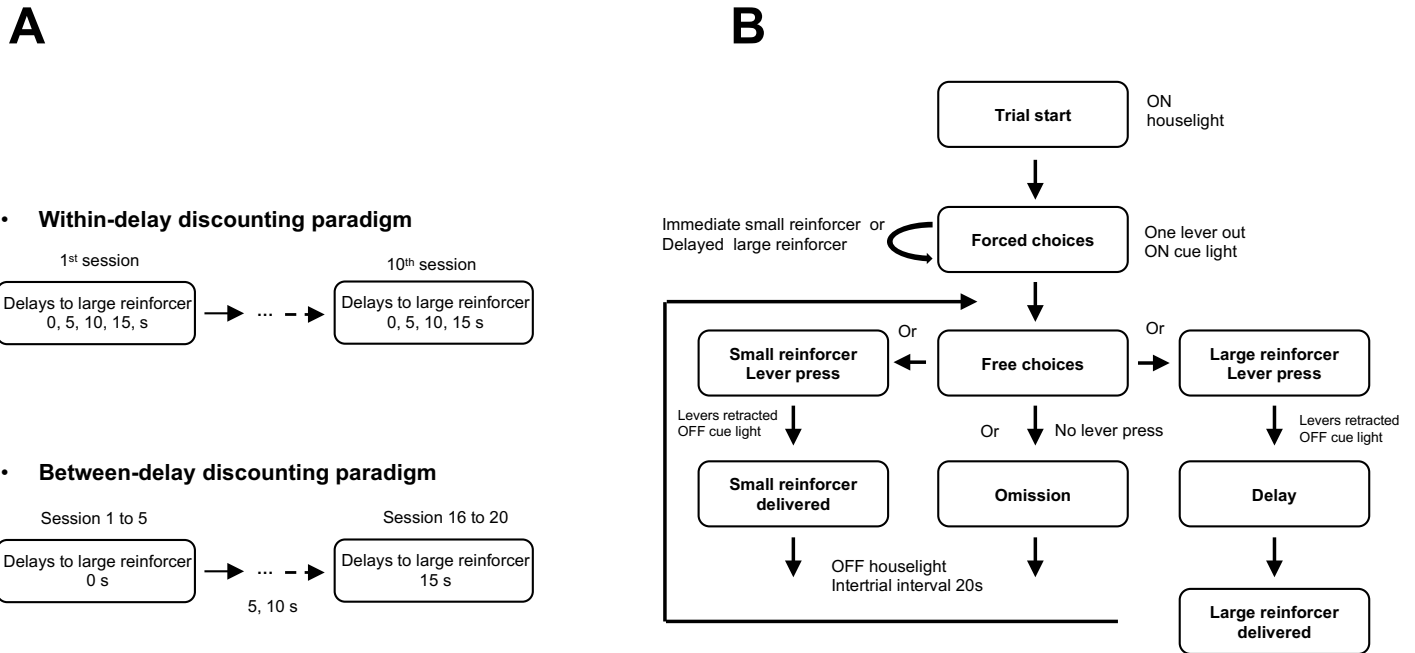 A
• Within-delay discounting paradigm
1st session
Delays to large reinforcer
0, 5, 10, 15, s
...
10th session
Delays to large reinforcer
0, 5, 10, 15 s
• Between-delay discounting paradigm
Session 1 to 5
Delays to large reinforcer
0 s
...
5, 10 s
Session 16 to 20
Delays to large reinforcer
15 s
B
Trial start
ON
houselight
Immediate small reinforcer or
Delayed large reinforcer
Forced choices
One lever out
ON cue light
Small reinforcer
Lever press
Or
Free choices
Or
Large reinforcer
Lever press
Levers retracted
OFF cue light
Or
No lever press
Levers retracted
OFF cue light
Small reinforcer
delivered
Omission
Delay
OFF houselight
Intertrial interval 20s
Large reinforcer
delivered